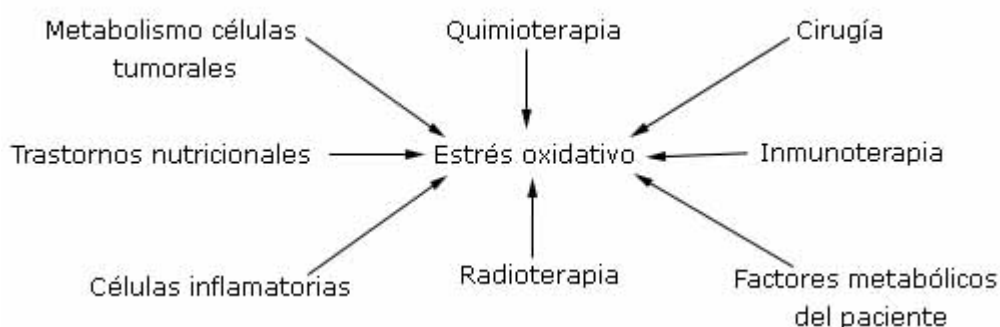 Metabolismo células
tumorales
Quimioterapia
Cirugía
Trastornos nutricionales
Estrés oxidativo
Inmunoterapia
Células inflamatorias
Radioterapia
Factores metabólicos
del paciente